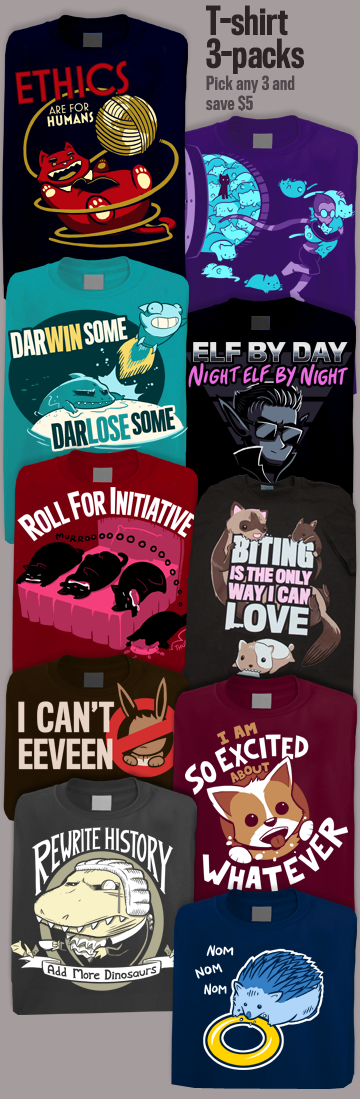 T-shirt
3-packs
Pick any 3 and
save $5
ETHICS
ARE FOR
HUMANS
DARWIN SOME
DARLOSE SOME
ELF BY DAY
NIGHT ELF BY NIGHT
ROLL FOR INITIATIVE
BITING
IS THE ONLY
WAY I CAN
LOVE
I CAN'T
EEVEEN
I AM
SO EXCITED
ABOUT
WHATEVER
REWRITE HISTORY
Add More Dinosaurs
NOM
NOM
NOM